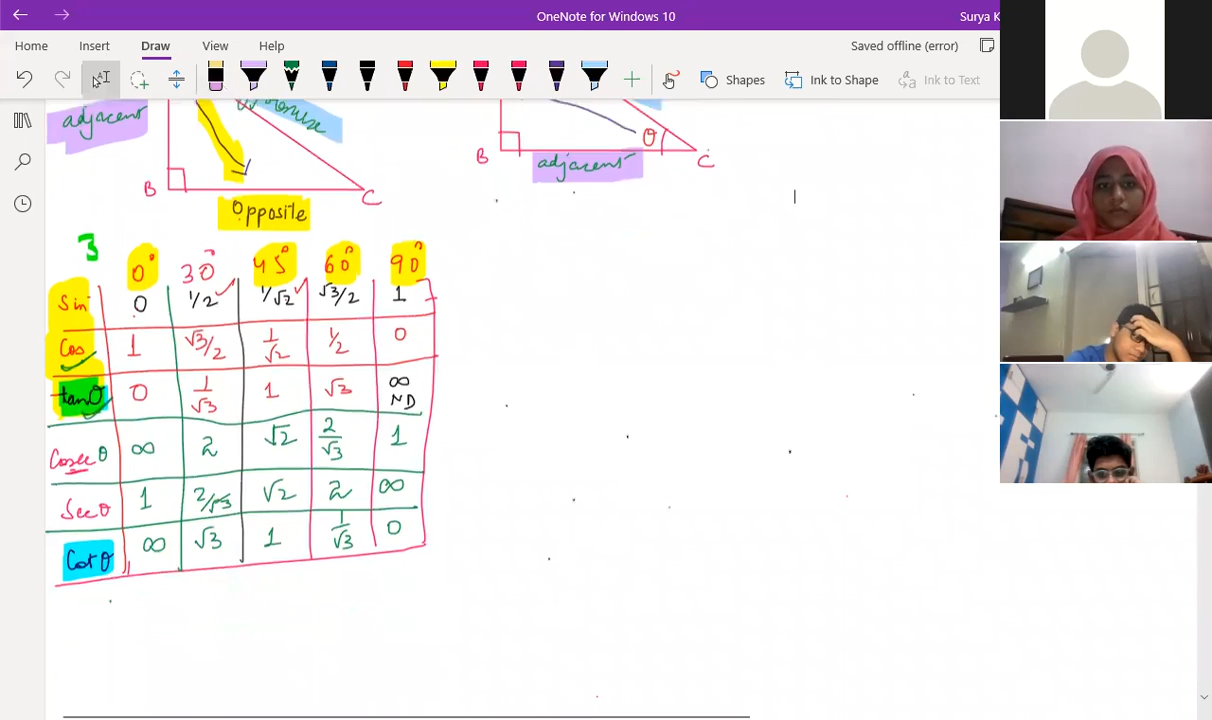 OneNote for Windows 10
Surya K
Home Insert Draw View Help
Saved offline (error)
Shapes Ink to Shape Ink to Text
adjacent
B C
Opposite
θ
B C
adjacent
3
0° 30° 45° 60° 90°
Sin 0 1/2 1/√2 √3/2 1
Cos 1 √3/2 1/√2 1/2 0
tanθ 0 1/√3 1 √3 ∞ ND
Cosec θ ∞ 2 √2 2/√3 1
Sec θ 1 2/√3 √2 2 ∞
Cot θ ∞ √3 1 1/√3 0